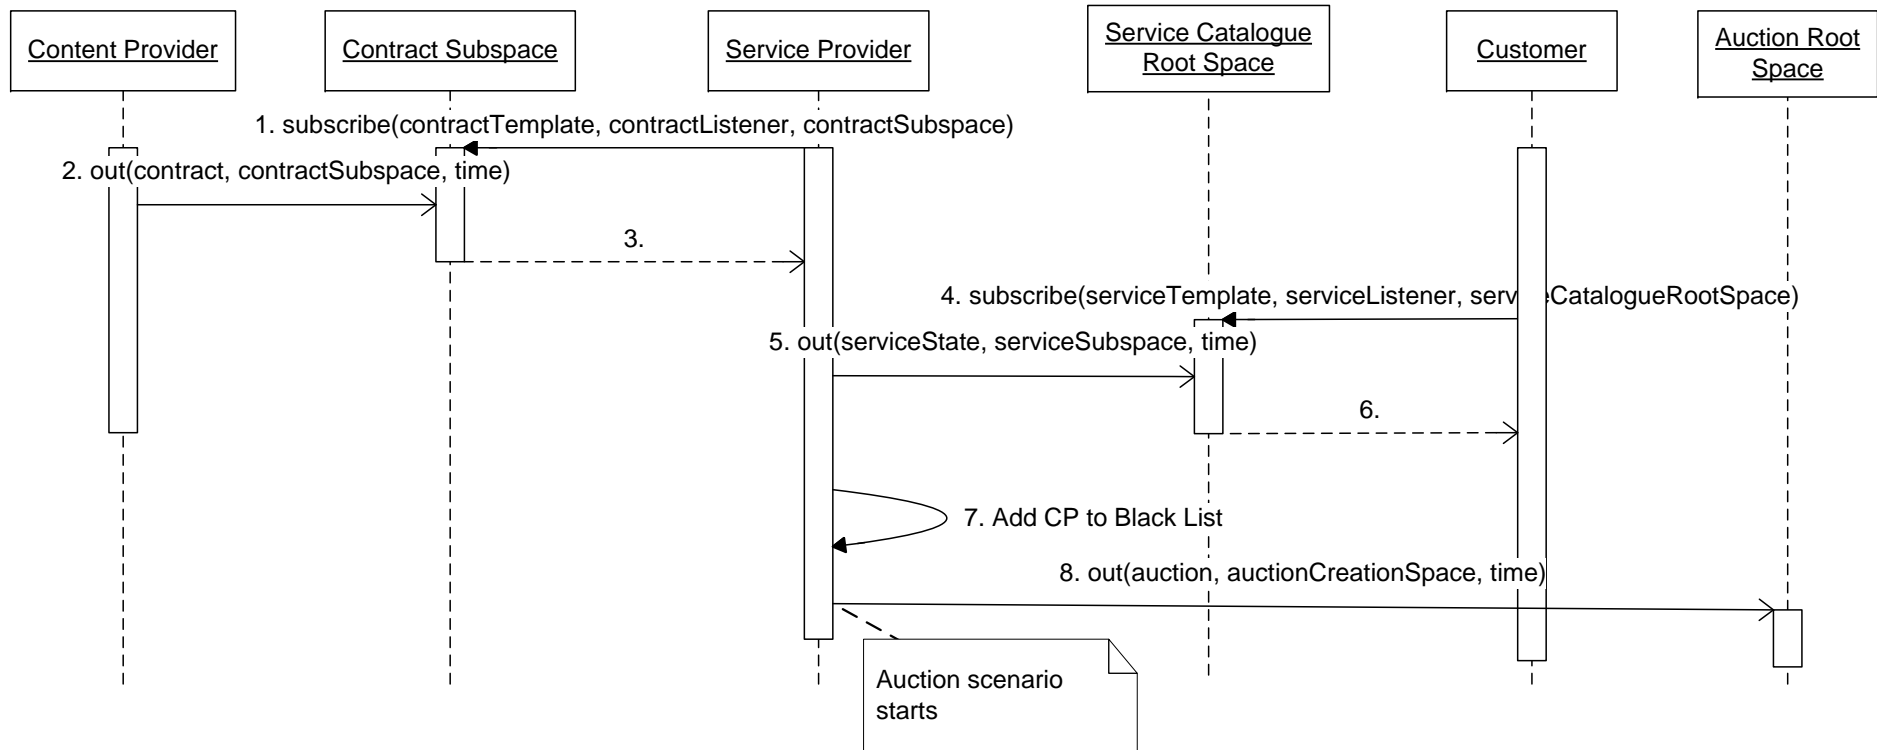 Content Provider
Contract Subspace
Service Provider
Service Catalogue
Root Space
Customer
Auction Root
Space
1. subscribe(contractTemplate, contractListener, contractSubspace)
2. out(contract, contractSubspace, time)
3.
4. subscribe(serviceTemplate, serviceListener, serviceCatalogueRootSpace)
5. out(serviceState, serviceSubspace, time)
6.
7. Add CP to Black List
8. out(auction, auctionCreationSpace, time)
Auction scenario
starts